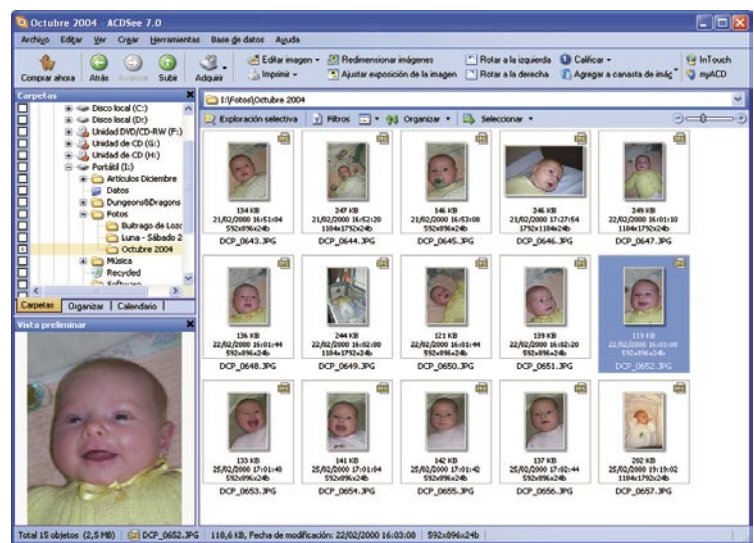 Octubre 2004 - ACDSee 7.0
Archivo Editar Ver Crear Herramientas Base de datos Ayuda
Comprar ahora Atrás Avanzar Subir Adquirir Editar imagen Redimensionar imágenes Rotar a la izquierda Calificar InTouch
Imprimir Ajustar exposición de la imagen Rotar a la derecha Agregar a canasta de imág myACD
Carpetas
I:\Fotos\Octubre 2004
Exploración selectiva Filtros Organizar Seleccionar
Disco local (C:)
Disco local (D:)
Unidad DVD/CD-RW (F:)
Unidad de CD (G:)
Unidad de CD (H:)
Portátil (I:)
Artículos Diciembre
Datos
Dungeons&Dragons
Fotos
Buitrago de Lozo
Luna - Sábado 2
Octubre 2004
Música
Recycled
Software
Carpetas Organizar Calendario
Vista preliminar
134 KB
21/02/2000 16:51:04
592x896x24b
DCP_0643.JPG
247 KB
21/02/2000 16:52:20
1104x1792x24b
DCP_0644.JPG
146 KB
21/02/2000 16:53:08
592x896x24b
DCP_0645.JPG
246 KB
21/02/2000 17:27:54
1792x1184x24b
DCP_0646.JPG
249 KB
22/02/2000 16:01:10
DCP_0647.JPG
136 KB
22/02/2000 16:01:44
592x896x24b
DCP_0648.JPG
244 KB
22/02/2000 16:02:00
1184x1792x24b
DCP_0649.JPG
121 KB
22/02/2000 16:01:44
592x896x24b
DCP_0650.JPG
139 KB
22/02/2000 16:02:20
592x896x24b
DCP_0651.JPG
119 KB
22/02/2000 16:03:08
592x896x24b
DCP_0652.JPG
133 KB
25/02/2000 17:01:40
592x896x24b
DCP_0653.JPG
141 KB
25/02/2000 17:01:04
592x896x24b
DCP_0654.JPG
142 KB
25/02/2000 17:01:42
592x896x24b
DCP_0655.JPG
137 KB
25/02/2000 17:02:44
592x896x24b
DCP_0656.JPG
202 KB
25/02/2000 19:19:02
1184x1792x24b
DCP_0657.JPG
Total 15 objetos (2,5 MB) DCP_0652.JPG 118,6 KB, Fecha de modificación: 22/02/2000 16:03:08 592x896x24b